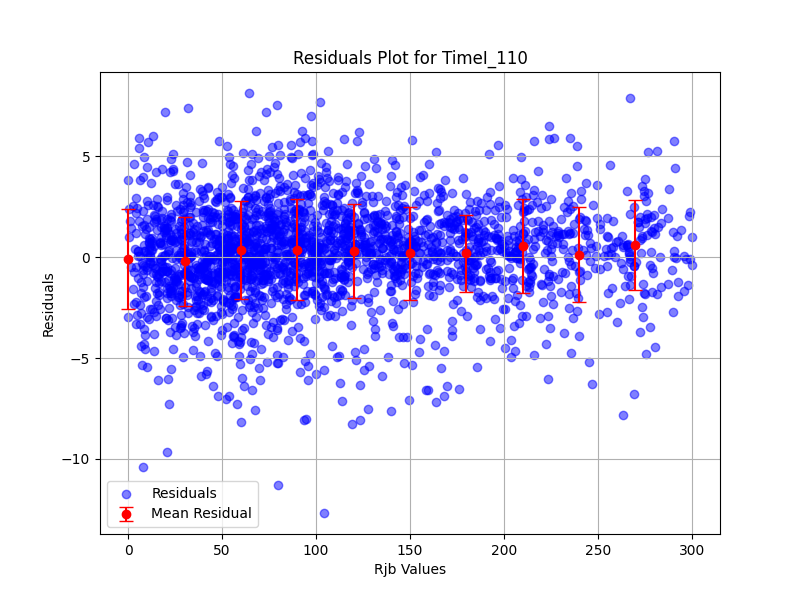 Residuals Plot for TimeI_110
Residuals
5
0
−5
−10
Residuals
Mean Residual
0 50 100 150 200 250 300
Rjb Values